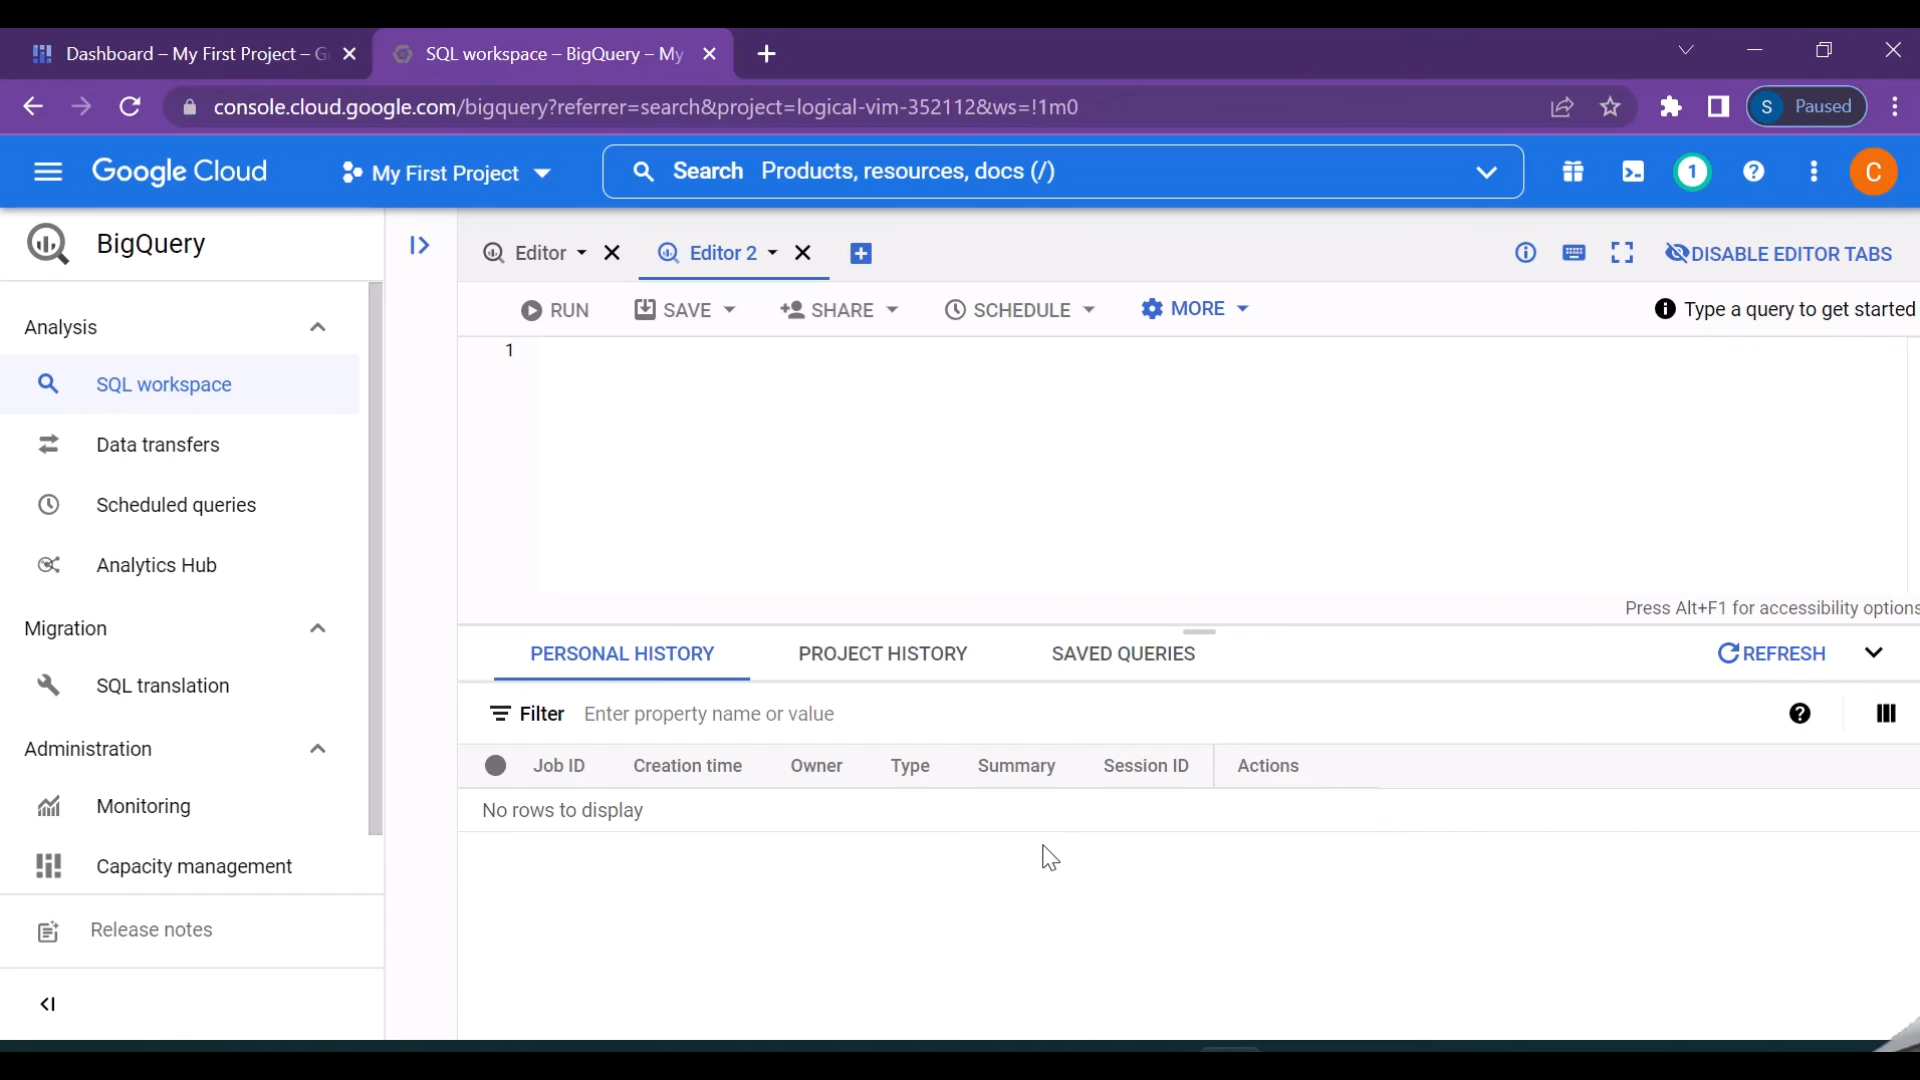 Dashboard – My First Project – G
SQL workspace – BigQuery – My
console.cloud.google.com/bigquery?referrer=search&project=logical-vim-352112&ws=!1m0
S Paused
Google Cloud
My First Project
Search Products, resources, docs (/)
1
C
BigQuery
Editor
Editor 2
DISABLE EDITOR TABS
RUN
SAVE
SHARE
SCHEDULE
MORE
Type a query to get started
Analysis
SQL workspace
Data transfers
Scheduled queries
Analytics Hub
Migration
SQL translation
Administration
Monitoring
Capacity management
Release notes
1
Press Alt+F1 for accessibility options
PERSONAL HISTORY
PROJECT HISTORY
SAVED QUERIES
REFRESH
Filter Enter property name or value
Job ID Creation time Owner Type Summary Session ID Actions
No rows to display